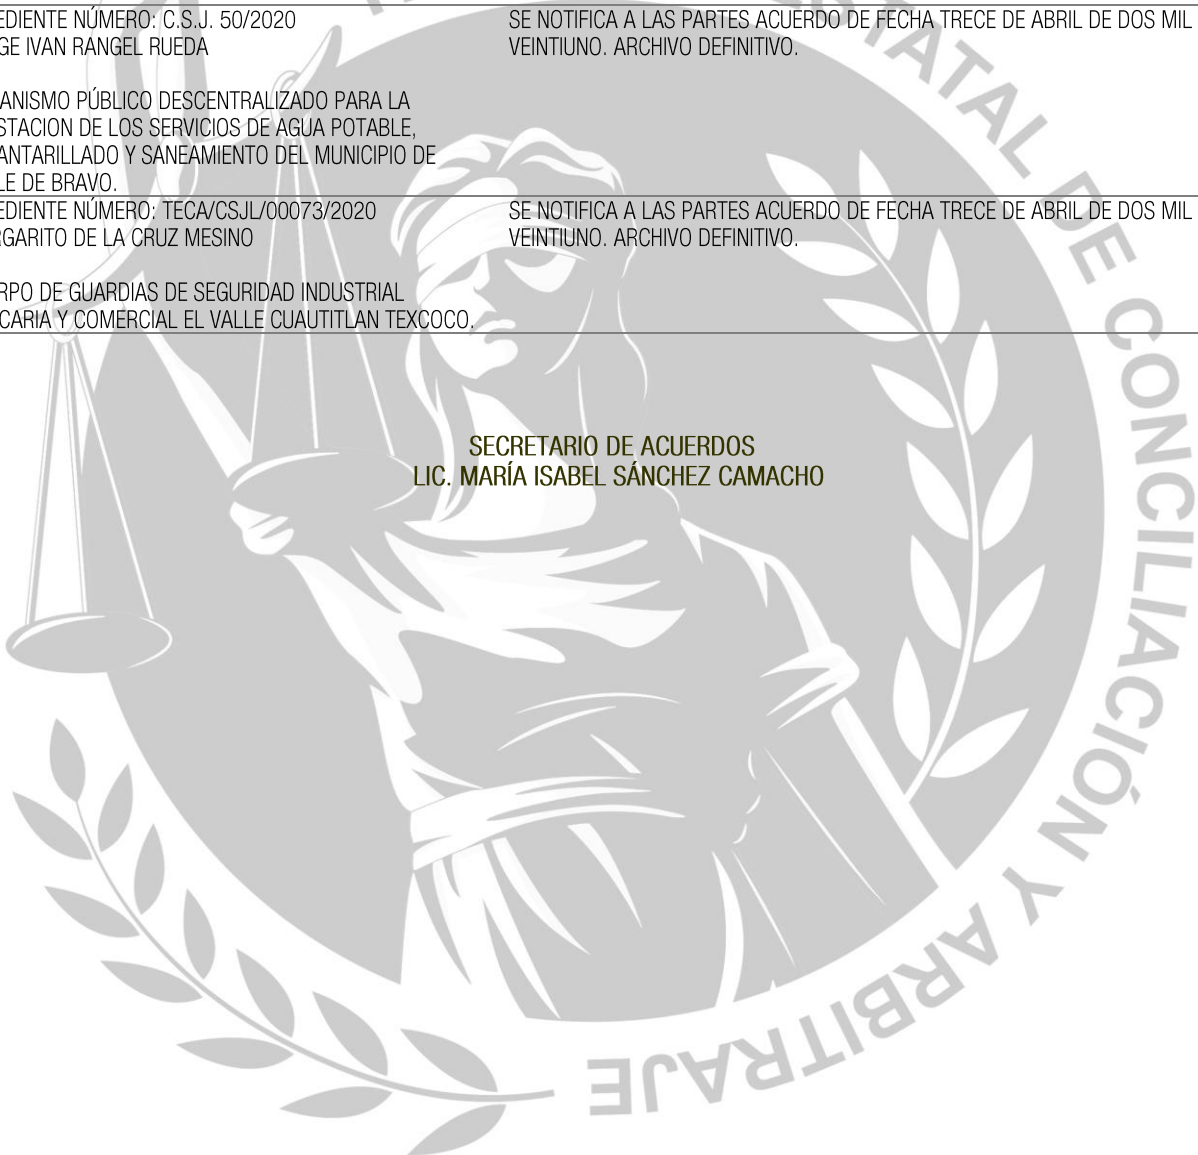 EDIENTE NÚMERO: C.S.J. 50/2020
GE IVAN RANGEL RUEDA
SE NOTIFICA A LAS PARTES ACUERDO DE FECHA TRECE DE ABRIL DE DOS MIL
VEINTIUNO. ARCHIVO DEFINITIVO.
ANISMO PÚBLICO DESCENTRALIZADO PARA LA
STACION DE LOS SERVICIOS DE AGUA POTABLE,
ANTARILLADO Y SANEAMIENTO DEL MUNICIPIO DE
LE DE BRAVO.
EDIENTE NÚMERO: TECA/CSJL/00073/2020
RGARITO DE LA CRUZ MESINO
SE NOTIFICA A LAS PARTES ACUERDO DE FECHA TRECE DE ABRIL DE DOS MIL
VEINTIUNO. ARCHIVO DEFINITIVO.
RPO DE GUARDIAS DE SEGURIDAD INDUSTRIAL
CARIA Y COMERCIAL EL VALLE CUAUTITLAN TEXCOCO.
SECRETARIO DE ACUERDOS
LIC. MARÍA ISABEL SÁNCHEZ CAMACHO
TATAL DE CONCILIACIÓN Y ARBITRAJE